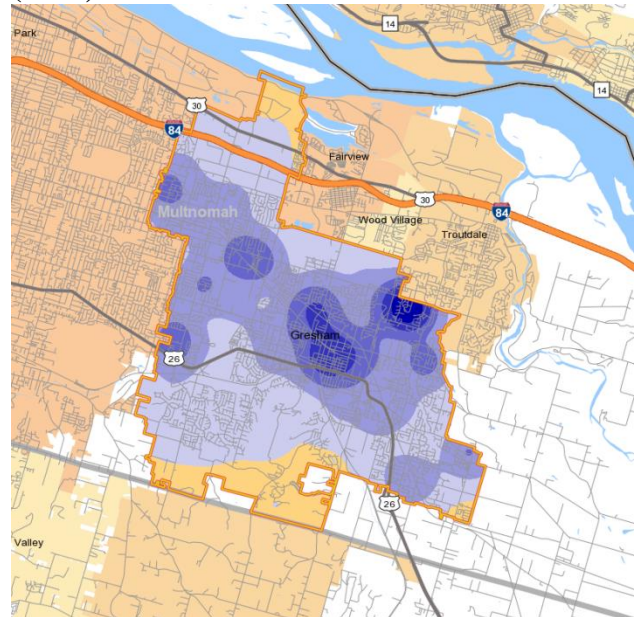 14
Park
14
30
84
Fairview
30
84
Multnomah
Wood Village
Troutdale
Gresham
26
26
Valley